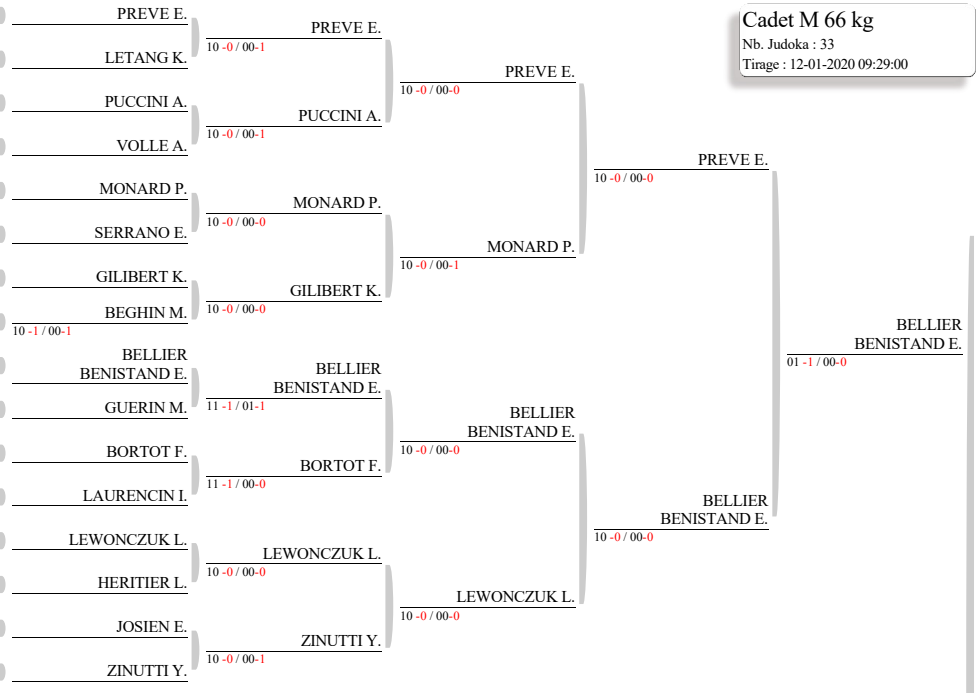 Cadet M 66 kg
Nb. Judoka : 33
Tirage : 12-01-2020 09:29:00
PREVE E.
LETANG K.
PUCCINI A.
VOLLE A.
MONARD P.
SERRANO E.
GILIBERT K.
BEGHIN M.
10 -1 / 00-1
BELLIER
BENISTAND E.
GUERIN M.
BORTOT F.
LAURENCIN I.
LEWONCZUK L.
HERITIER L.
JOSIEN E.
ZINUTTI Y.
PREVE E.
10 -0 / 00-1
PUCCINI A.
10 -0 / 00-1
MONARD P.
10 -0 / 00-0
GILIBERT K.
10 -0 / 00-0
BELLIER
BENISTAND E.
11 -1 / 01-1
BORTOT F.
11 -1 / 00-0
LEWONCZUK L.
10 -0 / 00-0
ZINUTTI Y.
10 -0 / 00-1
PREVE E.
10 -0 / 00-0
MONARD P.
10 -0 / 00-1
BELLIER
BENISTAND E.
10 -0 / 00-0
LEWONCZUK L.
10 -0 / 00-0
PREVE E.
10 -0 / 00-0
BELLIER
BENISTAND E.
10 -0 / 00-0
BELLIER
BENISTAND E.
01 -1 / 00-0